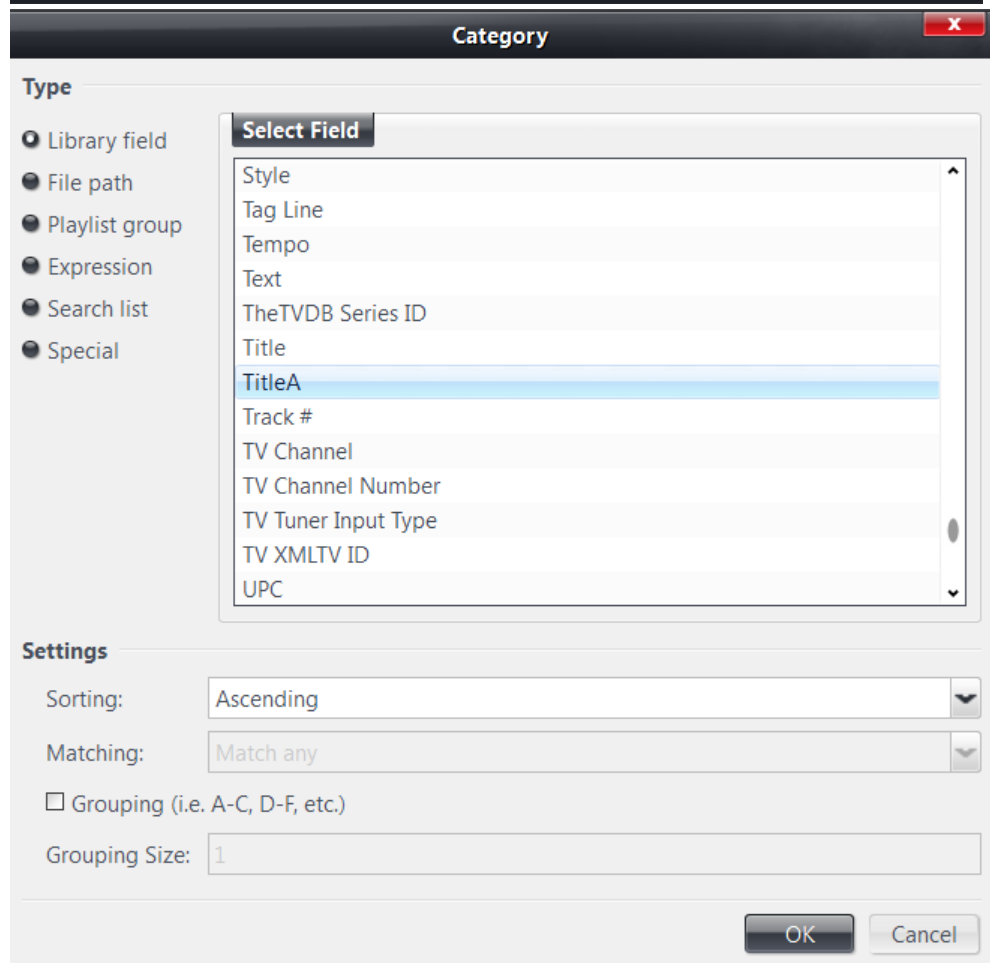 Category
x
Type
Library field
File path
Playlist group
Expression
Search list
Special
Select Field
Style
Tag Line
Tempo
Text
TheTVDB Series ID
Title
TitleA
Track #
TV Channel
TV Channel Number
TV Tuner Input Type
TV XMLTV ID
UPC
Settings
Sorting: Ascending
Matching: Match any
Grouping (i.e. A-C, D-F, etc.)
Grouping Size: 1
OK Cancel